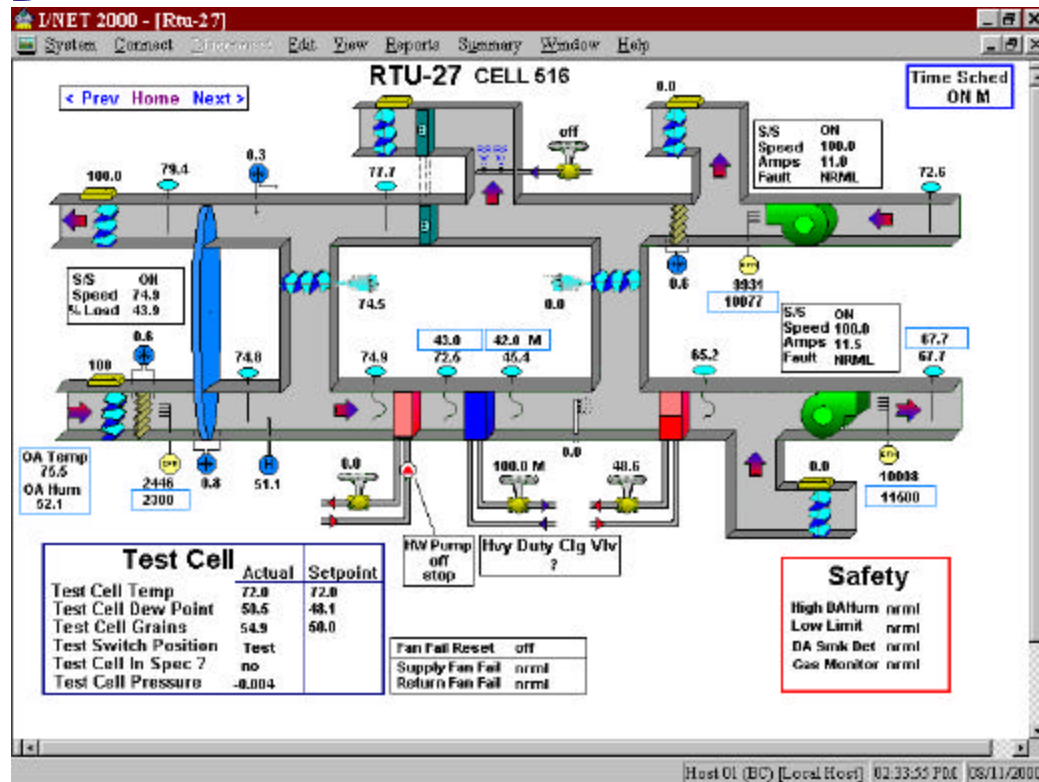 I/NET 2000 - [Rtu-27]
System Connect Disconnect Edit View Reports Summary Window Help
RTU-27 CELL 516
< Prev Home Next >
Time Sched
ON M
0.0
off
S/S ON
Speed 100.0
Amps 11.0
Fault NRML
100.0
79.4
0.3
77.7
72.6
S/S ON
Speed 74.9
% Load 43.9
74.5
0.0
0.6
9931
10077
S/S ON
Speed 100.0
Amps 11.5
Fault NRML
67.7
67.7
0.6
100
74.8
74.9
43.0
72.6
42.0 M
45.4
65.2
OA Temp
75.5
OA Hum
52.1
2446
2300
0.8
H
51.1
0.0
0.0
100.0 M
48.6
0.0
10008
11500
HW Pump
off
stop
Hvy Duty Clg Vlv
?
Test Cell
Actual Setpoint
Test Cell Temp 72.0 72.0
Test Cell Dew Point 50.5 48.1
Test Cell Grains 54.9 50.0
Test Switch Position Test
Test Cell In Spec ? no
Test Cell Pressure -0.004
Fan Fail Reset off
Supply Fan Fail nrml
Return Fan Fail nrml
Safety
High DAHum nrml
Low Limit nrml
DA Smk Det nrml
Gas Monitor nrml
Host 01 (BC) [Local Host] 02:33:55 PM 08/11/2000